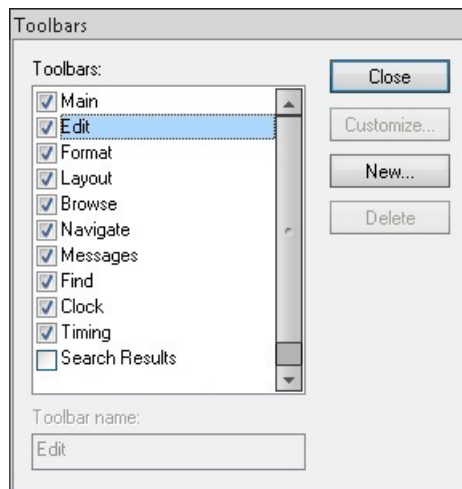 Toolbars
Toolbars:
Main
Edit
Format
Layout
Browse
Navigate
Messages
Find
Clock
Timing
Search Results
Close
Customize...
New...
Delete
Toolbar name:
Edit